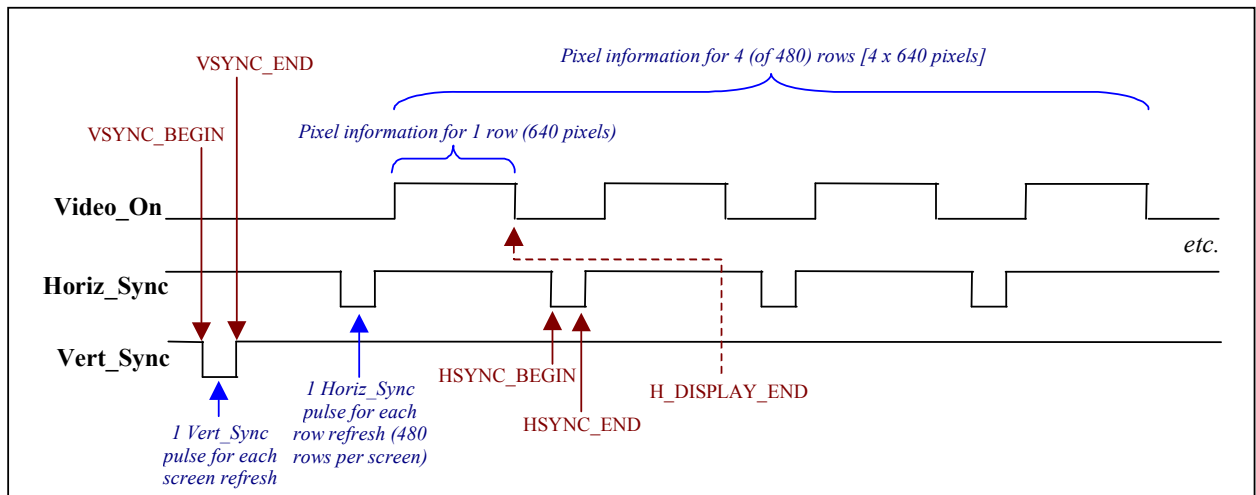 Pixel information for 4 (of 480) rows [4 x 640 pixels]
VSYNC_END
VSYNC_BEGIN
Pixel information for 1 row (640 pixels)
Video_On
etc.
Horiz_Sync
Vert_Sync
HSYNC_BEGIN
H_DISPLAY_END
HSYNC_END
1 Horiz_Sync
pulse for each
row refresh (480
rows per screen)
1 Vert_Sync
pulse for each
screen refresh